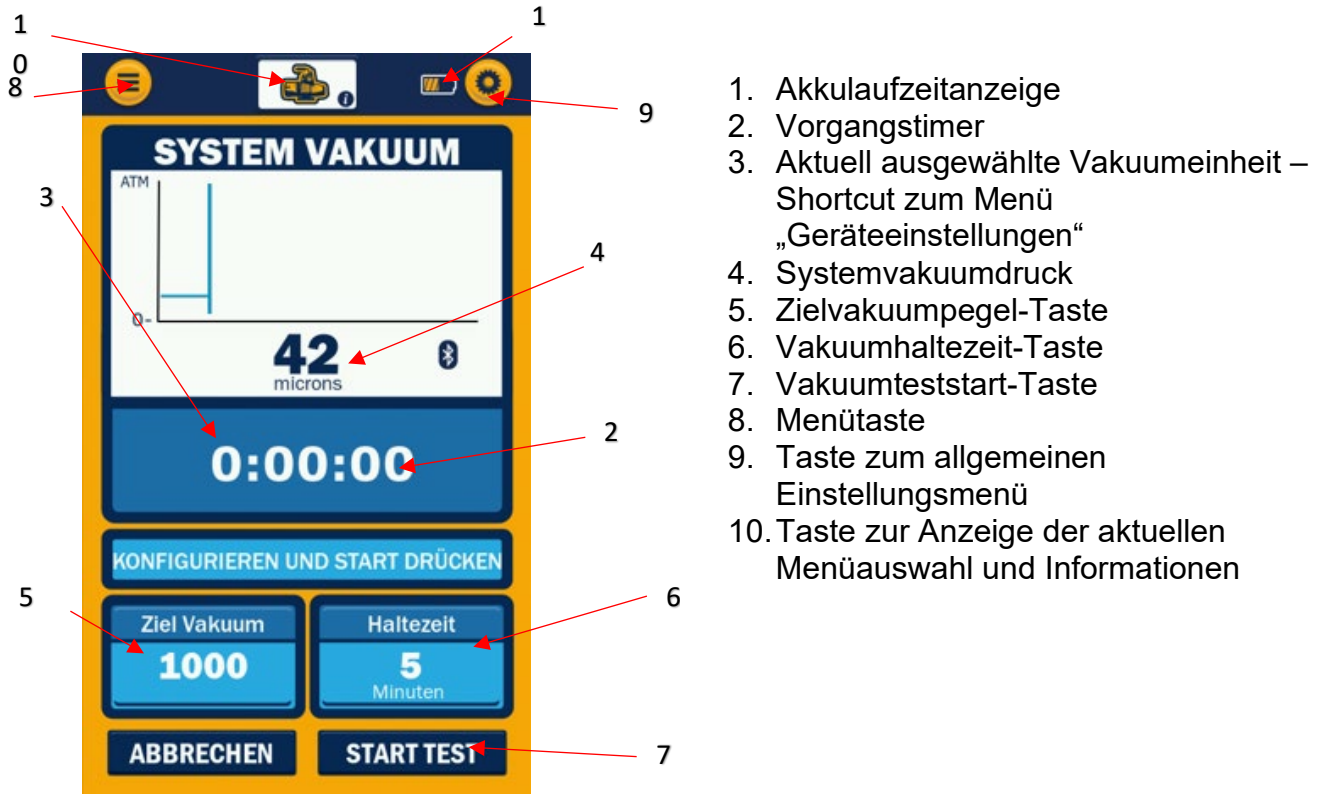 1
1
0
8
9
SYSTEM VAKUUM
ATM
3
4
0-
42
microns
2
0:00:00
KONFIGURIEREN UND START DRÜCKEN
5
6
Ziel Vakuum
Haltezeit
1000
5
Minuten
ABBRECHEN
START TEST
7
1. Akkulaufzeitanzeige
2. Vorgangstimer
3. Aktuell ausgewählte Vakuumeinheit –
Shortcut zum Menü
„Geräteeinstellungen“
4. Systemvakuumdruck
5. Zielvakuumpegel-Taste
6. Vakuumhaltezeit-Taste
7. Vakuumteststart-Taste
8. Menütaste
9. Taste zum allgemeinen
Einstellungsmenü
10. Taste zur Anzeige der aktuellen
Menüauswahl und Informationen